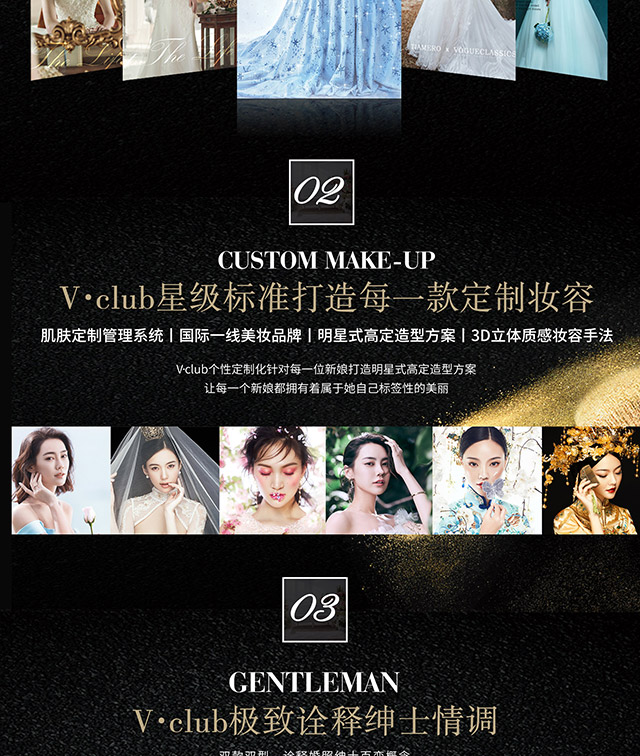 The Light
The Li
DAMERO x VOGUECLASSICS
02
CUSTOM MAKE-UP
V·club星级标准打造每一款定制妆容
肌肤定制管理系统丨国际一线美妆品牌丨明星式高定造型方案丨3D立体质感妆容手法
V·club个性定制化针对每一位新娘打造明星式高定造型方案
让每一个新娘都拥有着属于她自己标签性的美丽
03
GENTLEMAN
V·club极致诠释绅士情调